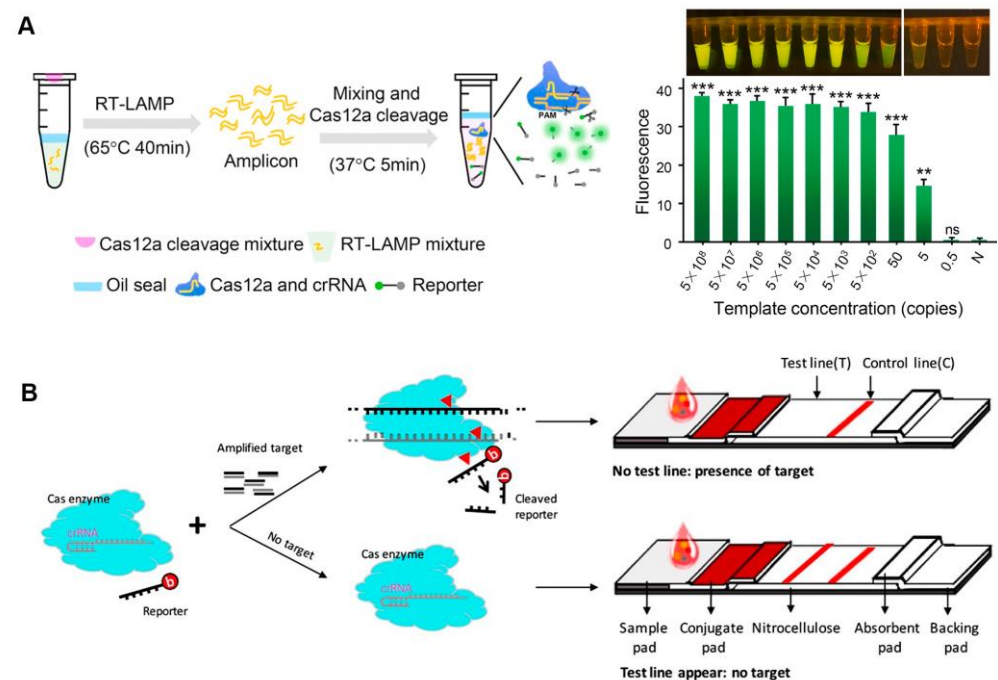 A
RT-LAMP
(65°C 40min)
Amplicon
Mixing and
Cas12a cleavage
(37°C 5min)
PAM
Cas12a cleavage mixture
RT-LAMP mixture
Oil seal
Cas12a and crRNA
Reporter
Fluorescence
40
30
20
10
0
***
***
***
***
***
***
***
***
**
ns
5×10⁸
5×10⁷
5×10⁶
5×10⁵
5×10⁴
5×10³
5×10²
50
5
0.5
N
Template concentration (copies)
B
Cas enzyme
crRNA
b
Reporter
+
Amplified target
No target
b
b
Cleaved
reporter
Cas enzyme
crRNA
Test line(T)
Control line(C)
No test line: presence of target
Sample
pad
Conjugate
pad
Nitrocellulose
Absorbent
pad
Backing
pad
Test line appear: no target